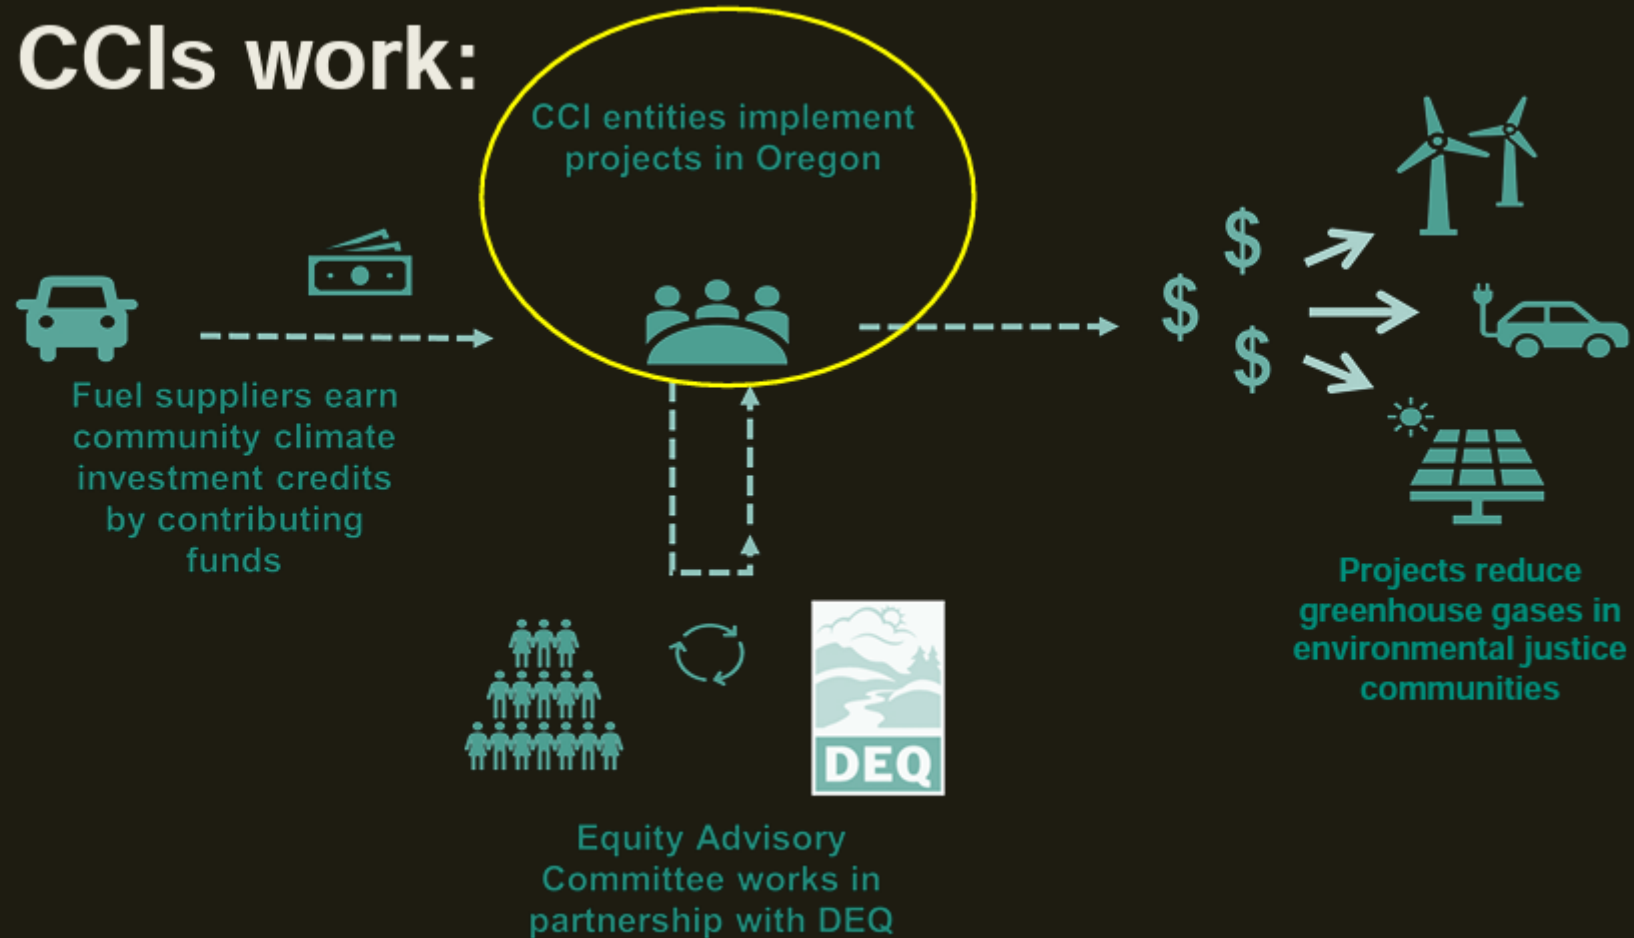 CCIs work:
CCI entities implement
projects in Oregon
Fuel suppliers earn
community climate
investment credits
by contributing
funds
$
$
$
Projects reduce
greenhouse gases in
environmental justice
communities
DEQ
Equity Advisory
Committee works in
partnership with DEQ